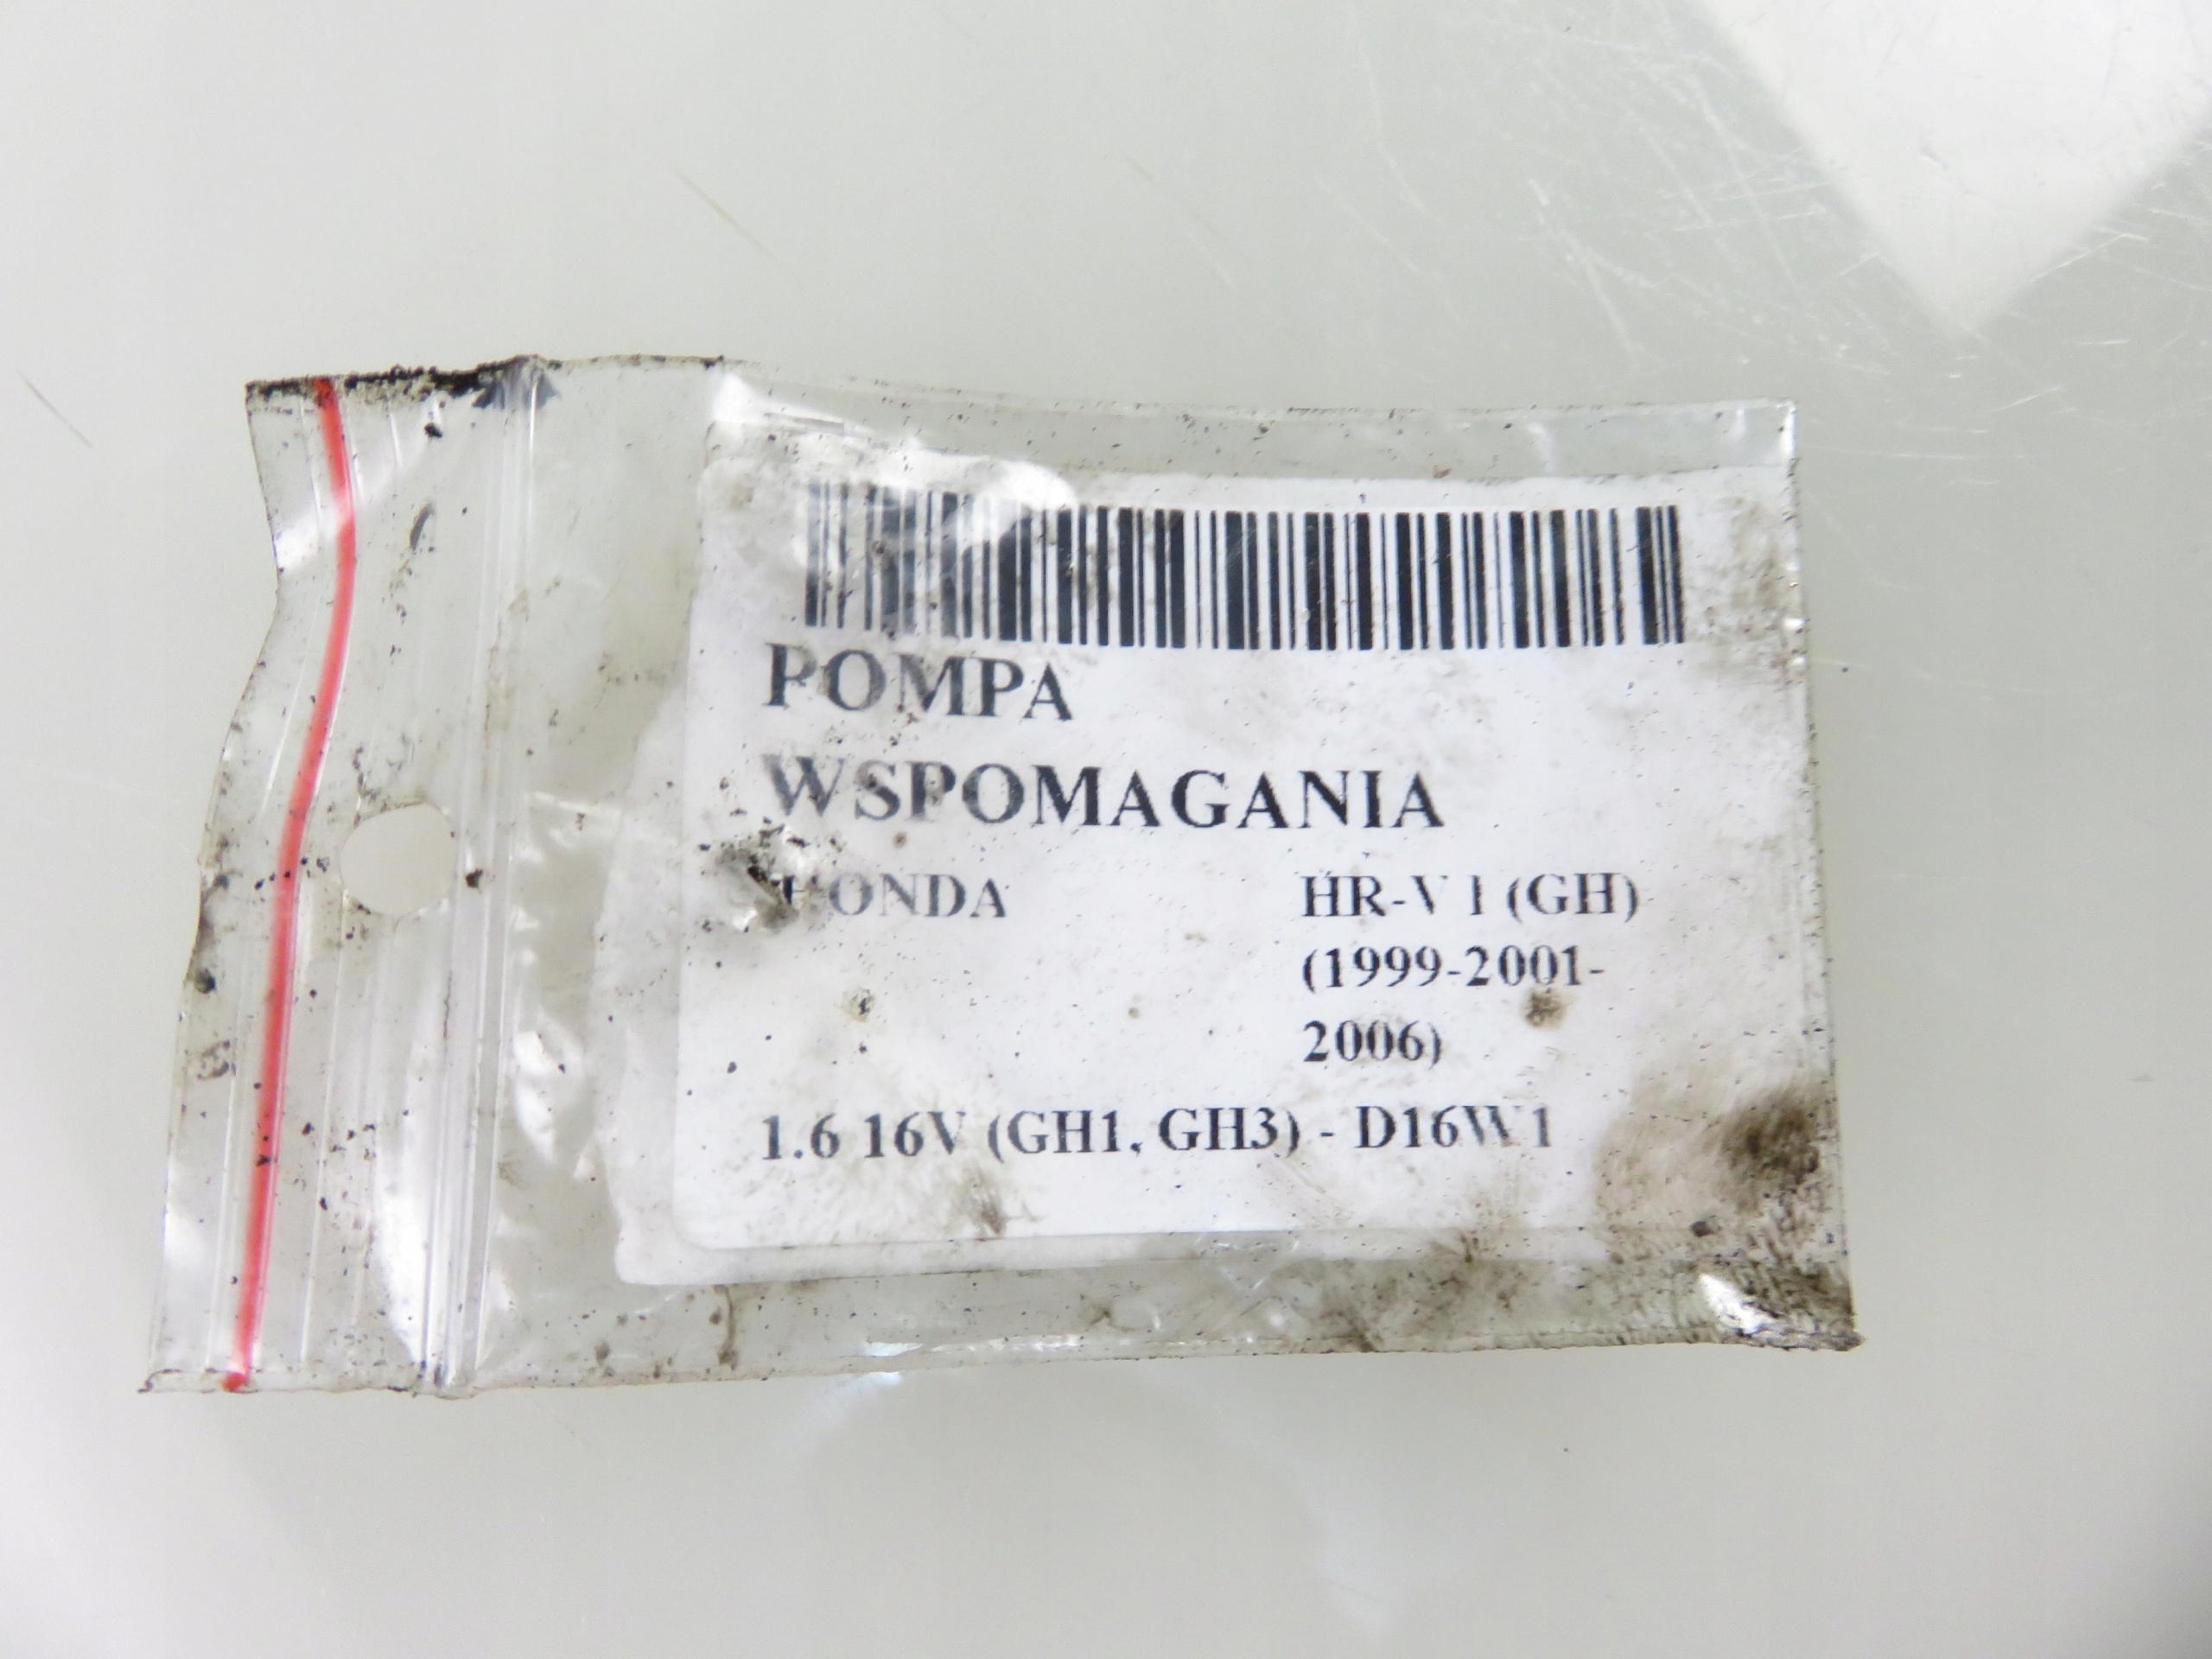 POMPA
WSPOMAGANIA
HONDA HR-V I (GH)
(1999-2001-
2006)
1.6 16V (GH1, GH3) - D16W1